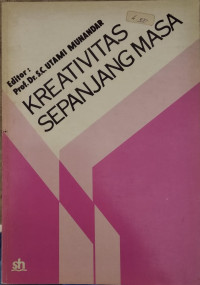 Editor :
Prof. Dr. S.C. UTAMI MUNANDAR
KREATIVITAS
SEPANJANG MASA
sh